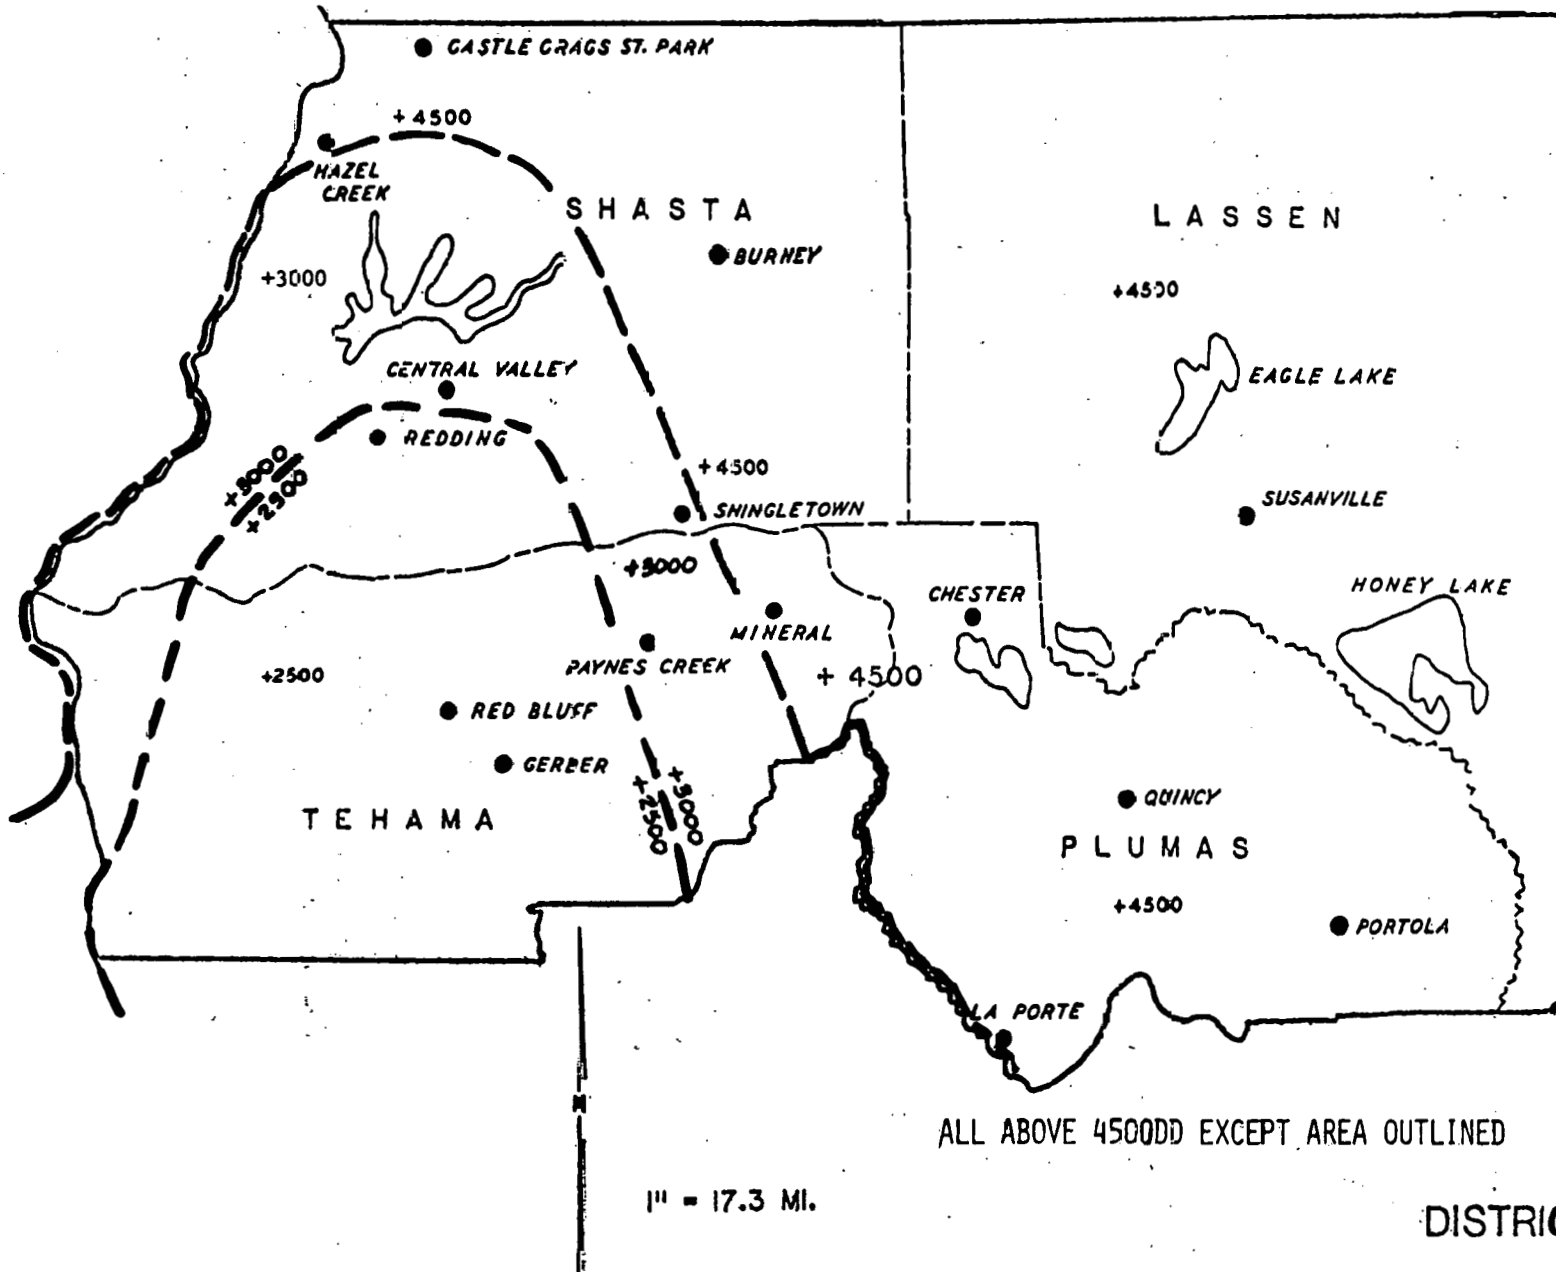 CASTLE CRAGS ST. PARK
+4500
HAZEL
CREEK
SHASTA
LASSEN
BURNEY
+3000
+4500
CENTRAL VALLEY
EAGLE LAKE
REDDING
+3000
+2500
+4500
SHINGLETOWN
SUSANVILLE
+3000
CHESTER
HONEY LAKE
MINERAL
PAYNES CREEK
+2500
+ 4500
RED BLUFF
GERBER
+3000
+2500
QUINCY
TEHAMA
PLUMAS
+4500
PORTOLA
LA PORTE
N
ALL ABOVE 4500DD EXCEPT AREA OUTLINED
1" = 17.3 MI.
DISTRIC